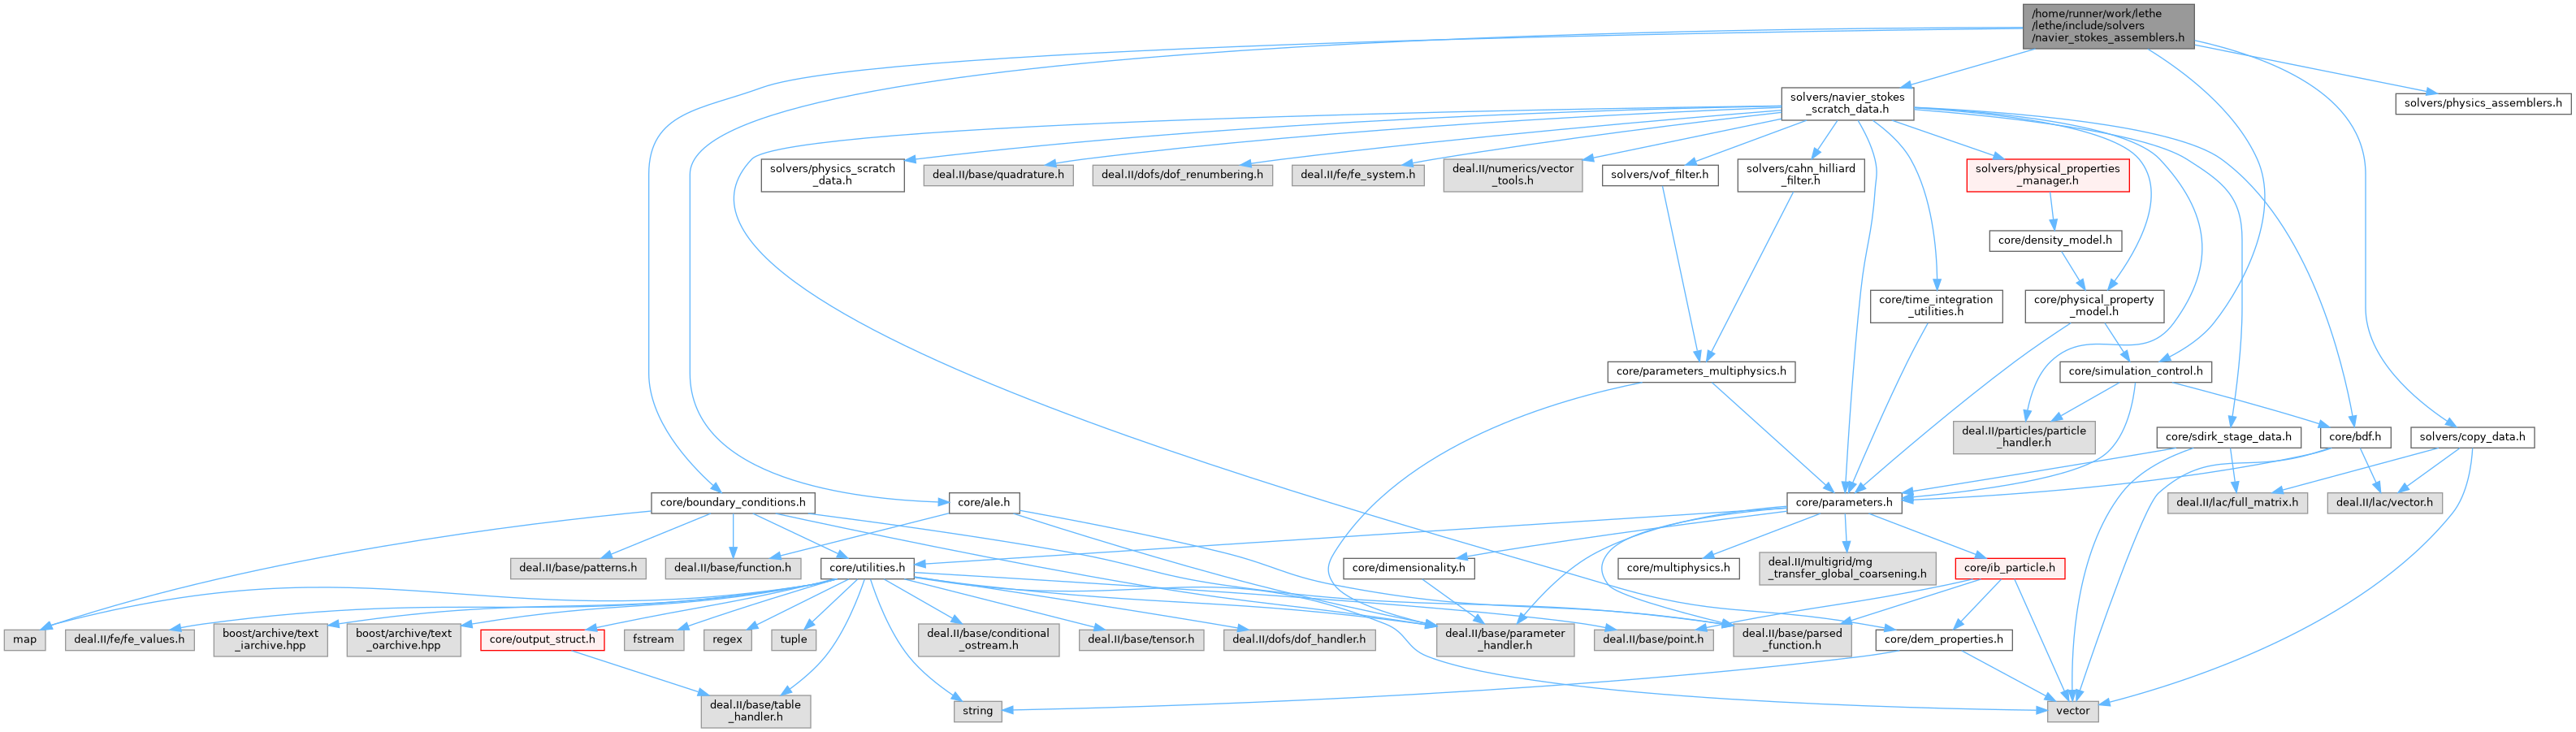 /home/runner/work/lethe
/lethe/include/solvers
/navier_stokes_assemblers.h
solvers/navier_stokes
_scratch_data.h
solvers/physics_assemblers.h
solvers/physics_scratch
_data.h
deal.II/base/quadrature.h
deal.II/dofs/dof_renumbering.h
deal.II/fe/fe_system.h
deal.II/numerics/vector
_tools.h
solvers/vof_filter.h
solvers/cahn_hilliard
_filter.h
solvers/physical_properties
_manager.h
core/density_model.h
core/time_integration
_utilities.h
core/physical_property
_model.h
core/parameters_multiphysics.h
core/simulation_control.h
deal.II/particles/particle
_handler.h
core/sdirk_stage_data.h
core/bdf.h
solvers/copy_data.h
core/boundary_conditions.h
core/ale.h
core/parameters.h
deal.II/lac/full_matrix.h
deal.II/lac/vector.h
deal.II/base/patterns.h
deal.II/base/function.h
core/utilities.h
core/dimensionality.h
core/multiphysics.h
deal.II/multigrid/mg
_transfer_global_coarsening.h
core/ib_particle.h
map
deal.II/fe/fe_values.h
boost/archive/text
_iarchive.hpp
boost/archive/text
_oarchive.hpp
core/output_struct.h
fstream
regex
tuple
deal.II/base/conditional
_ostream.h
deal.II/base/tensor.h
deal.II/dofs/dof_handler.h
deal.II/base/parameter
_handler.h
deal.II/base/point.h
deal.II/base/parsed
_function.h
core/dem_properties.h
deal.II/base/table
_handler.h
string
vector